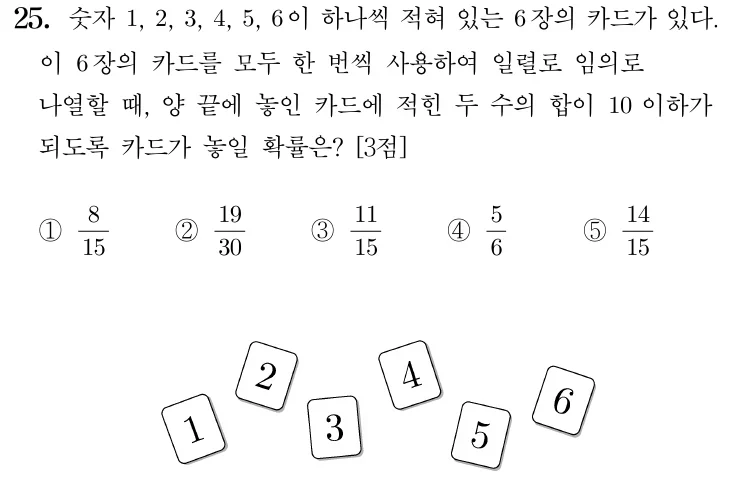 25. 숫자 1, 2, 3, 4, 5, 6이 하나씩 적혀 있는 6장의 카드가 있다.
이 6장의 카드를 모두 한 번씩 사용하여 일렬로 임의로
나열할 때, 양 끝에 놓인 카드에 적힌 두 수의 합이 10 이하가
되도록 카드가 놓일 확률은? [3점]
① 8/15 ② 19/30 ③ 11/15 ④ 5/6 ⑤ 14/15
1 2 3 4 5 6